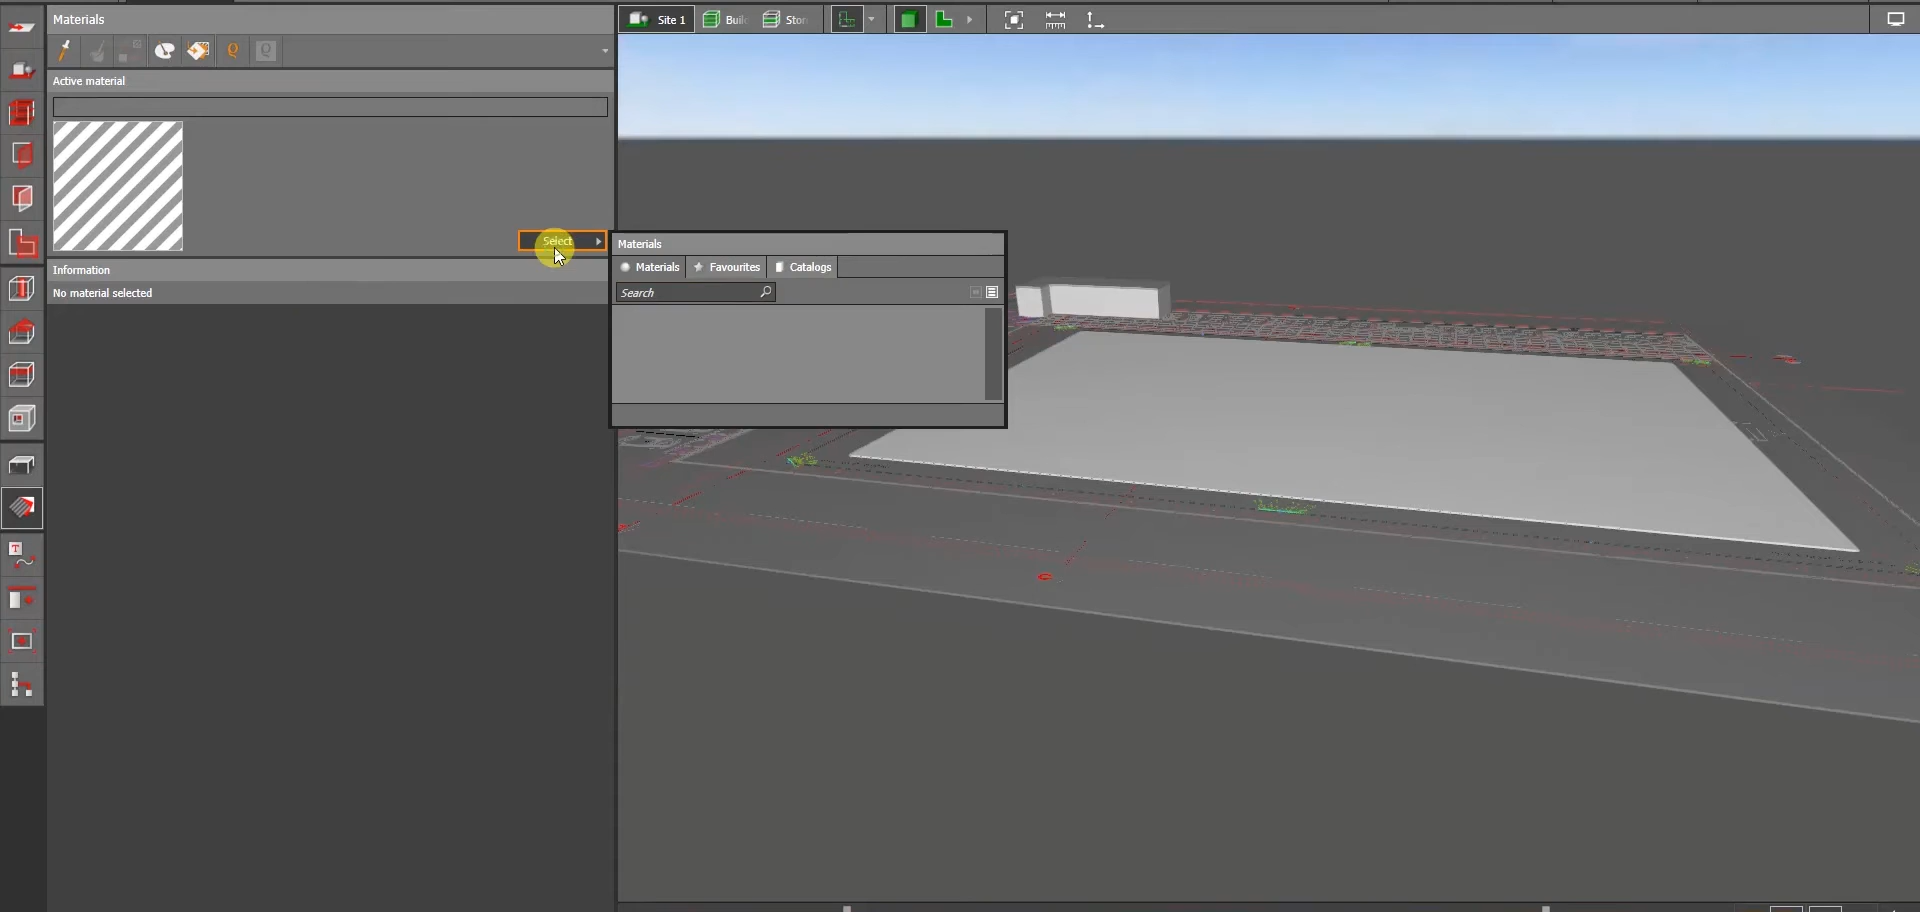 Materials
Site 1
Active material
Select
Information
No material selected
Materials
Materials
Favourites
Catalogs
Search